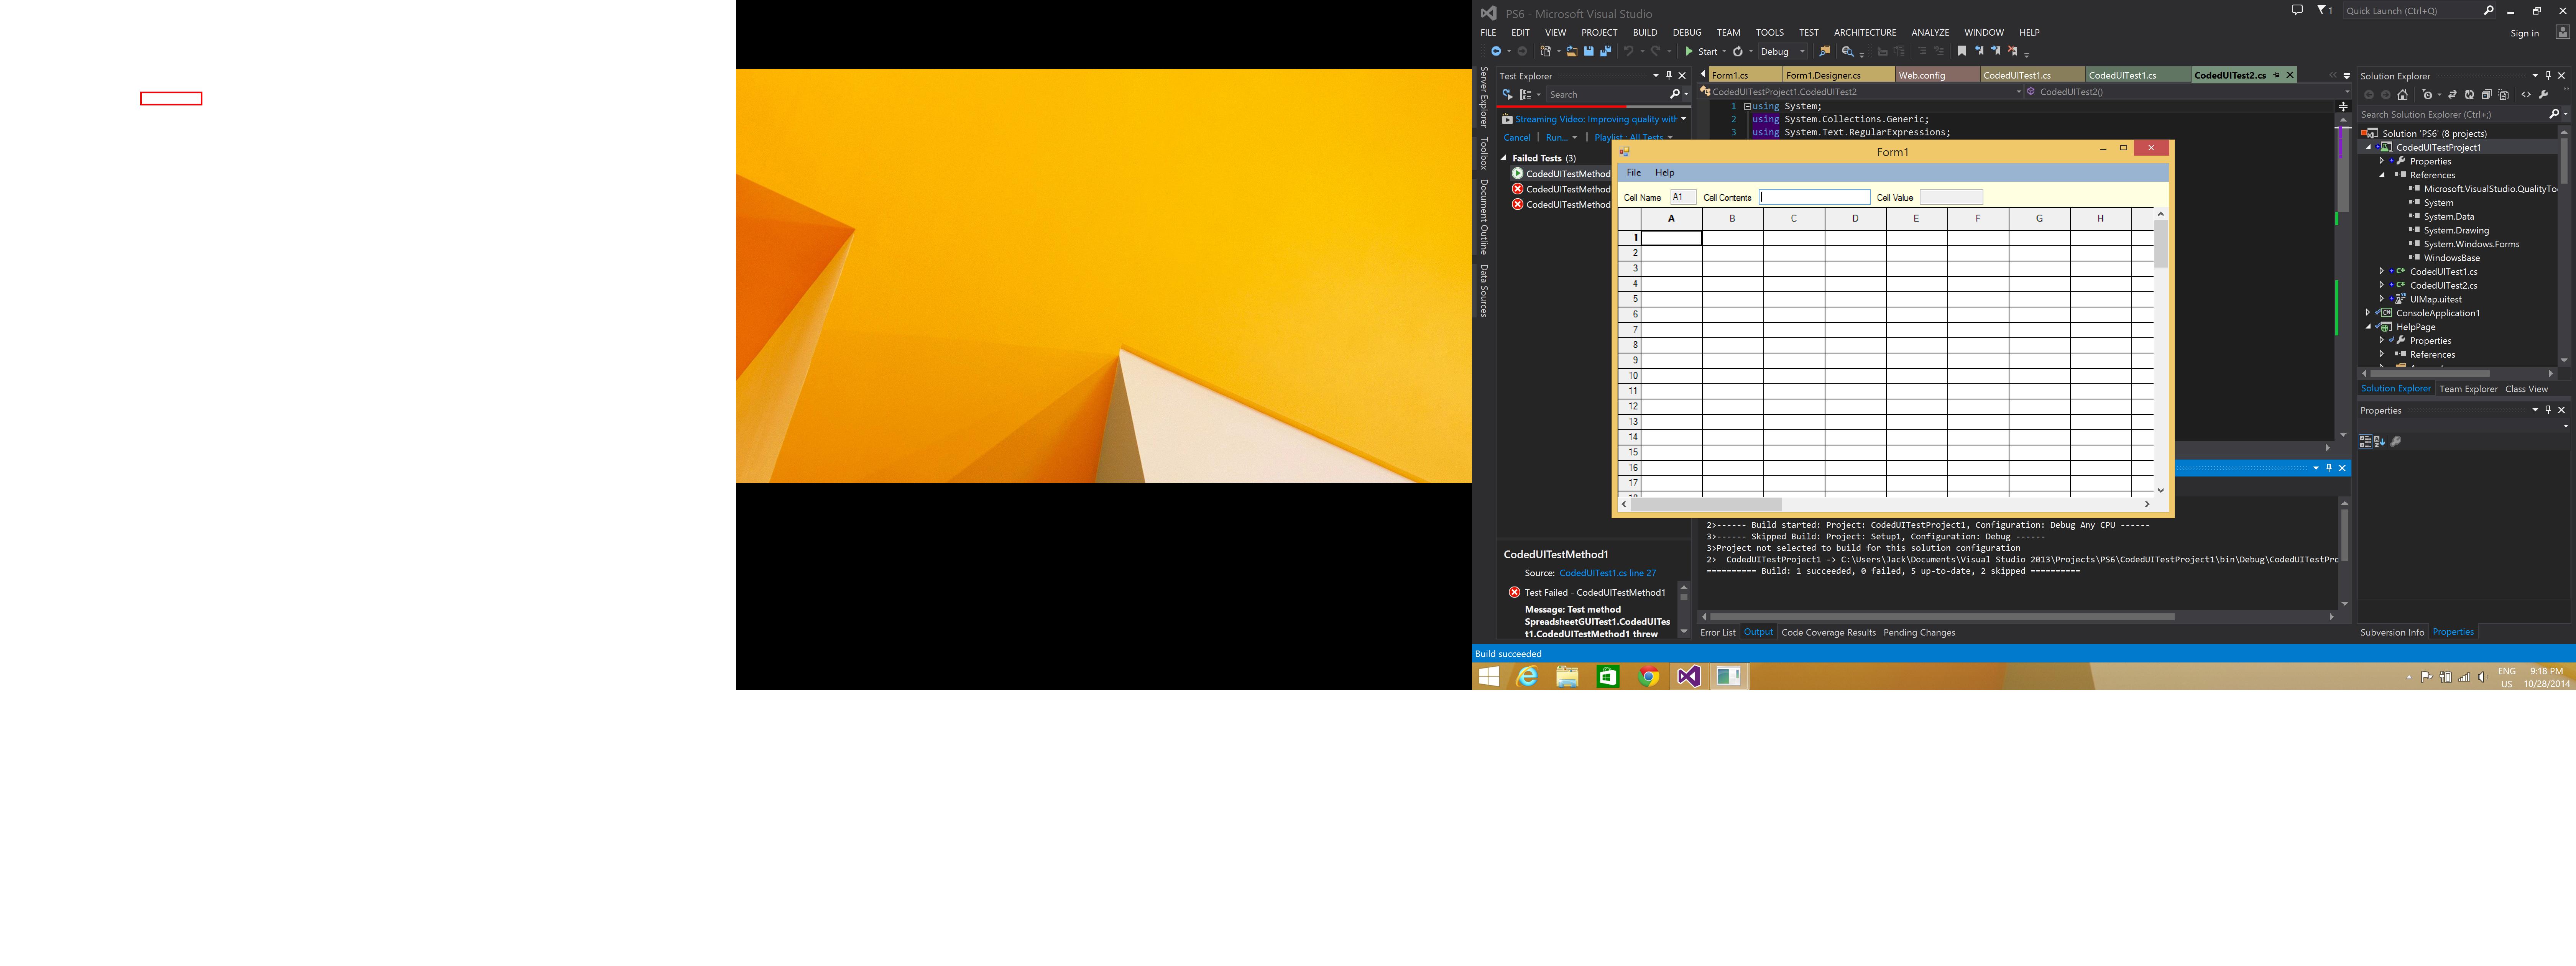 PS6 - Microsoft Visual Studio
1
Quick Launch (Ctrl+Q)
FILE EDIT VIEW PROJECT BUILD DEBUG TEAM TOOLS TEST ARCHITECTURE ANALYZE WINDOW HELP
Sign in
Start
Debug
Server Explorer
Toolbox
Document Outline
Data Sources
Test Explorer
Search
Streaming Video: Improving quality with
Cancel | Run... | Playlist : All Tests
Failed Tests (3)
CodedUITestMethod
CodedUITestMethod
CodedUITestMethod
CodedUITestMethod1
Source: CodedUITest1.cs line 27
Test Failed - CodedUITestMethod1
Message: Test method
SpreadsheetGUITest1.CodedUITes
t1.CodedUITestMethod1 threw
Form1.cs Form1.Designer.cs Web.config CodedUITest1.cs CodedUITest1.cs CodedUITest2.cs
CodedUITestProject1.CodedUITest2
CodedUITest2()
1 using System;
2 using System.Collections.Generic;
3 using System.Text.RegularExpressions;
Form1
File Help
Cell Name A1 Cell Contents Cell Value
A B C D E F G H
1
2
3
4
5
6
7
8
9
10
11
12
13
14
15
16
17
2>------ Build started: Project: CodedUITestProject1, Configuration: Debug Any CPU ------
3>------ Skipped Build: Project: Setup1, Configuration: Debug ------
3>Project not selected to build for this solution configuration
2>  CodedUITestProject1 -> C:\Users\Jack\Documents\Visual Studio 2013\Projects\PS6\CodedUITestProject1\bin\Debug\CodedUITestPrc
========== Build: 1 succeeded, 0 failed, 5 up-to-date, 2 skipped ==========
Error List Output Code Coverage Results Pending Changes
Solution Explorer
Search Solution Explorer (Ctrl+;)
Solution 'PS6' (8 projects)
CodedUITestProject1
Properties
References
Microsoft.VisualStudio.QualityTo
System
System.Data
System.Drawing
System.Windows.Forms
WindowsBase
CodedUITest1.cs
CodedUITest2.cs
UIMap.uitest
ConsoleApplication1
HelpPage
Properties
References
Solution Explorer Team Explorer Class View
Properties
Subversion Info Properties
Build succeeded
ENG
US
9:18 PM
10/28/2014